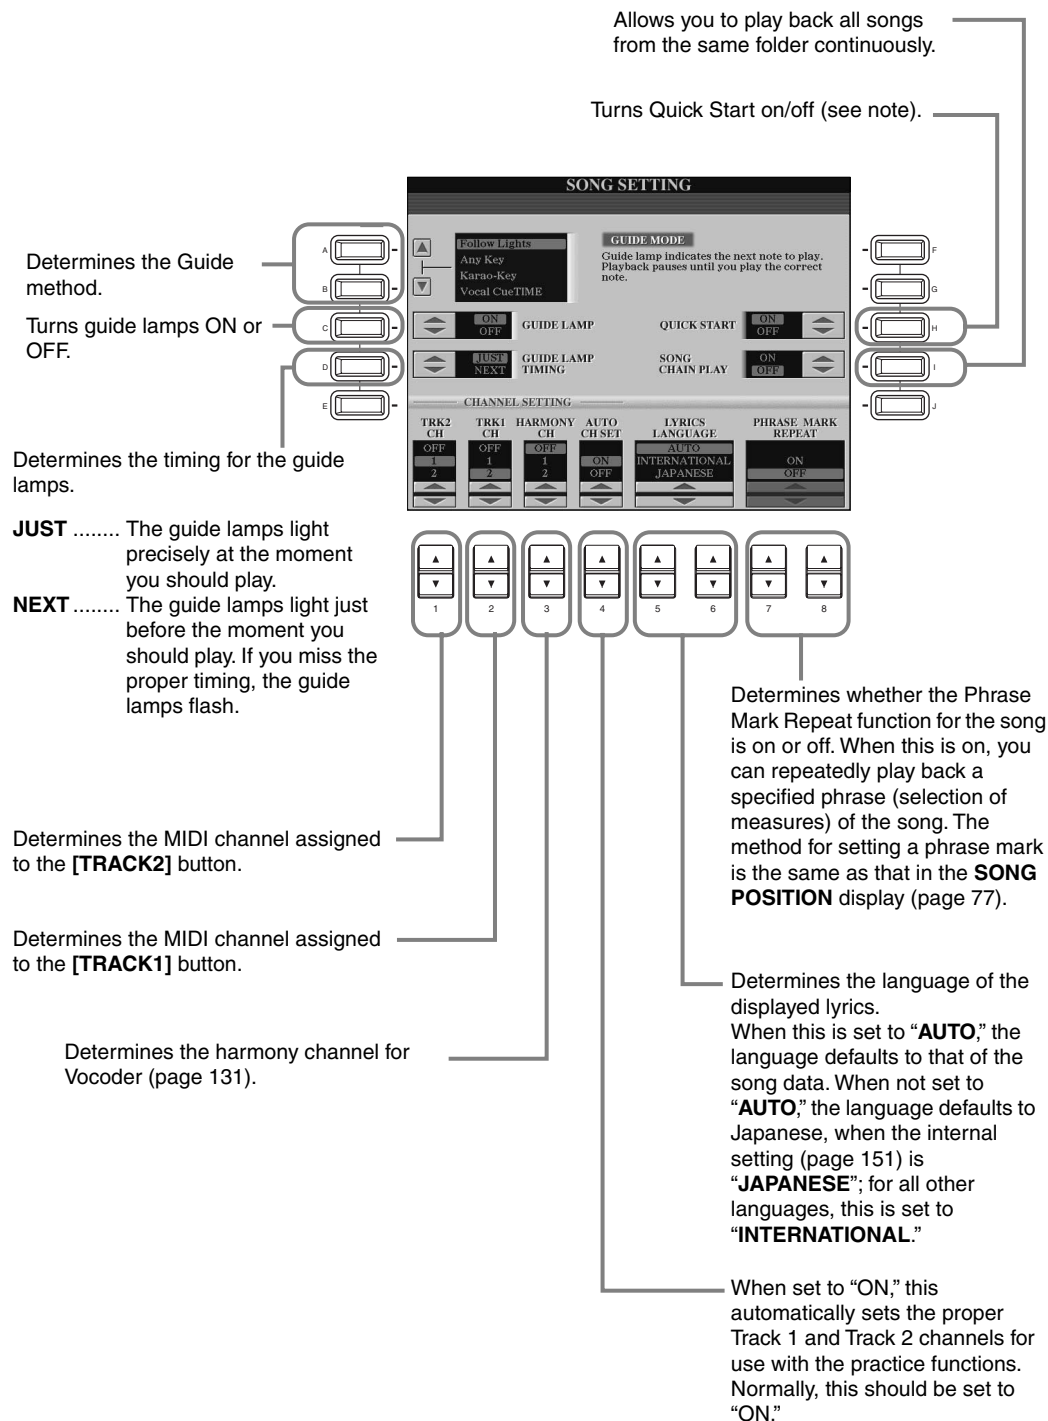 Allows you to play back all songs
from the same folder continuously.
Turns Quick Start on/off (see note).
SONG SETTING
Follow Lights
Any Key
Karao-Key
Vocal CueTIME
GUIDE MODE
Guide lamp indicates the next note to play.
Playback pauses until you play the correct
note.
ON
OFF
GUIDE LAMP
QUICK START
ON
OFF
JUST
NEXT
GUIDE LAMP
TIMING
SONG
CHAIN PLAY
ON
OFF
CHANNEL SETTING
TRK2
CH
OFF
1
2
TRK1
CH
OFF
1
2
HARMONY
CH
OFF
1
2
AUTO
CH SET
ON
OFF
LYRICS
LANGUAGE
AUTO
INTERNATIONAL
JAPANESE
PHRASE MARK
REPEAT
ON
OFF
A
B
C
D
E
F
G
H
I
J
1 2 3 4 5 6 7 8
Determines the Guide
method.
Turns guide lamps ON or
OFF.
Determines the timing for the guide
lamps.
JUST ........ The guide lamps light
precisely at the moment
you should play.
NEXT ........ The guide lamps light just
before the moment you
should play. If you miss the
proper timing, the guide
lamps flash.
Determines the MIDI channel assigned
to the [TRACK2] button.
Determines the MIDI channel assigned
to the [TRACK1] button.
Determines the harmony channel for
Vocoder (page 131).
Determines whether the Phrase
Mark Repeat function for the song
is on or off. When this is on, you
can repeatedly play back a
specified phrase (selection of
measures) of the song. The
method for setting a phrase mark
is the same as that in the SONG
POSITION display (page 77).
Determines the language of the
displayed lyrics.
When this is set to “AUTO,” the
language defaults to that of the
song data. When not set to
“AUTO,” the language defaults to
Japanese, when the internal
setting (page 151) is
“JAPANESE”; for all other
languages, this is set to
“INTERNATIONAL.”
When set to “ON,” this
automatically sets the proper
Track 1 and Track 2 channels for
use with the practice functions.
Normally, this should be set to
“ON.”